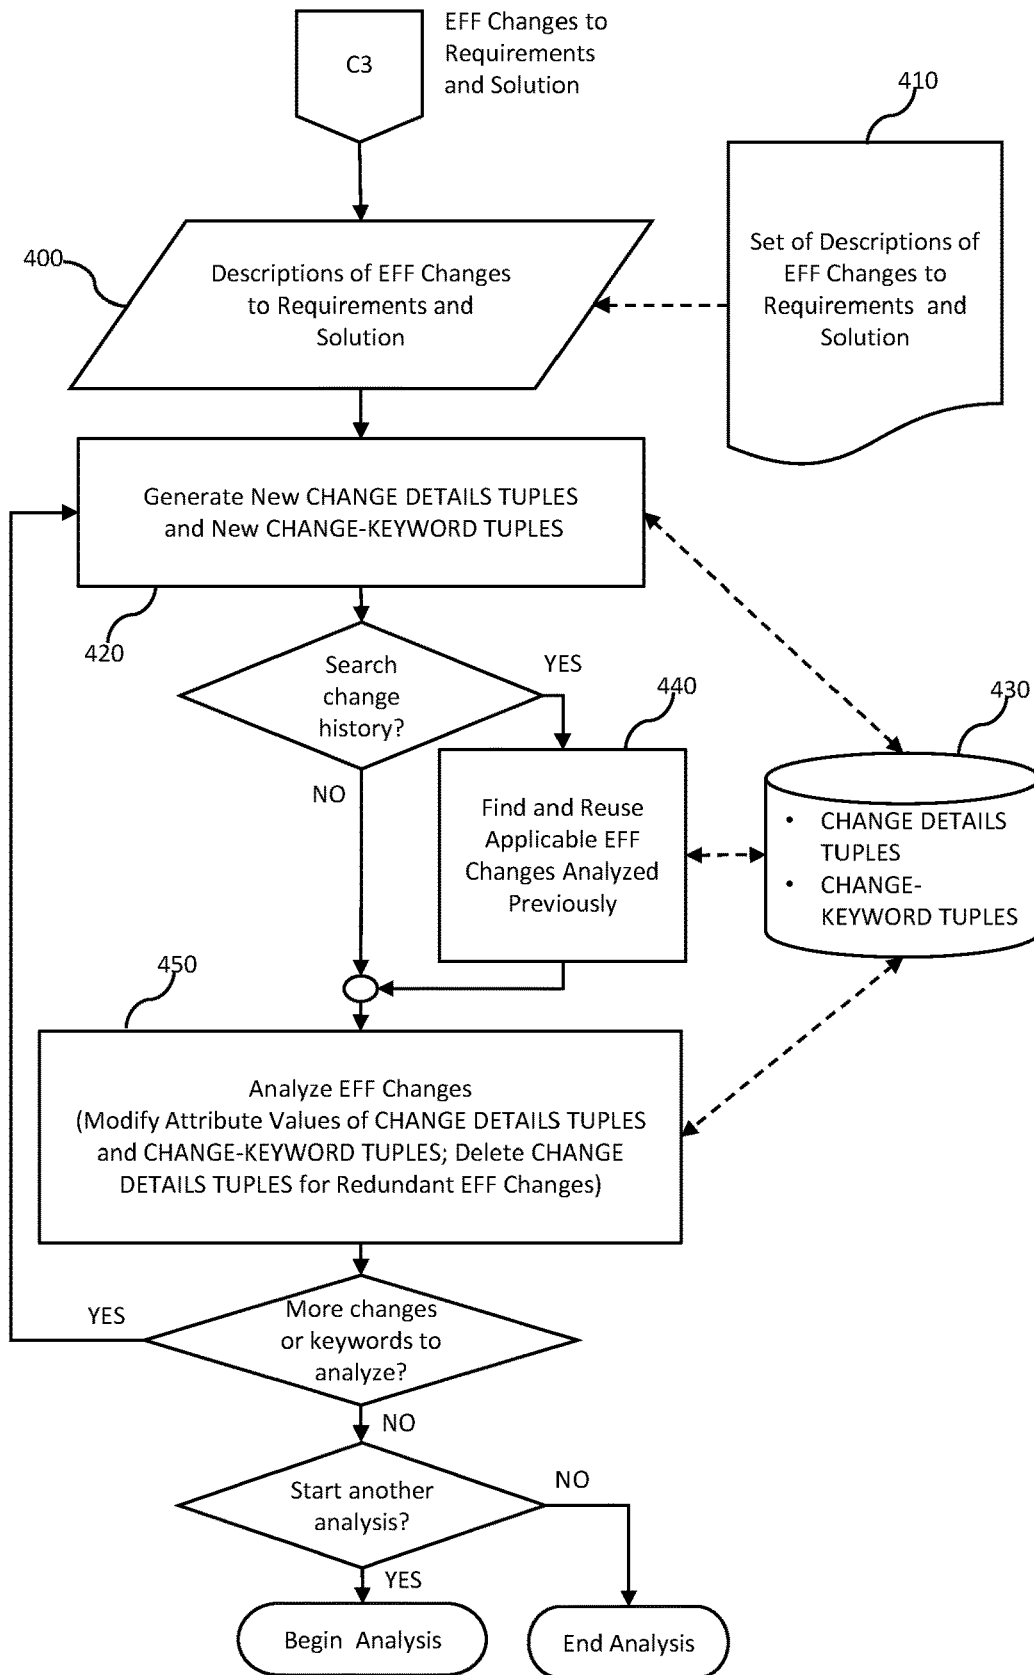 C3
EFF Changes to
Requirements
and Solution
410
400
Descriptions of EFF Changes
to Requirements and
Solution
Set of Descriptions of
EFF Changes to
Requirements and
Solution
Generate New CHANGE DETAILS TUPLES
and New CHANGE-KEYWORD TUPLES
420
Search
change
history?
YES
NO
440
430
Find and Reuse
Applicable EFF
Changes Analyzed
Previously
• CHANGE DETAILS
TUPLES
• CHANGE-
KEYWORD TUPLES
450
Analyze EFF Changes
(Modify Attribute Values of CHANGE DETAILS TUPLES
and CHANGE-KEYWORD TUPLES; Delete CHANGE
DETAILS TUPLES for Redundant EFF Changes)
YES
More changes
or keywords to
analyze?
NO
Start another
analysis?
NO
YES
Begin Analysis
End Analysis